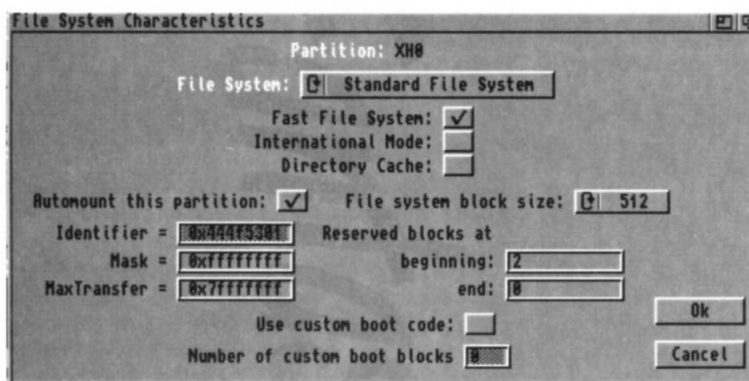 File System Characteristics
Partition: XH0
File System: Standard File System
Fast File System:
International Mode:
Directory Cache:
Automount this partition:
File system block size: 512
Identifier = 0x444f5301
Reserved blocks at
Mask = 0xffffffff
beginning: 2
MaxTransfer = 0x7fffffff
end: 0
Use custom boot code:
Number of custom boot blocks 0
Ok
Cancel